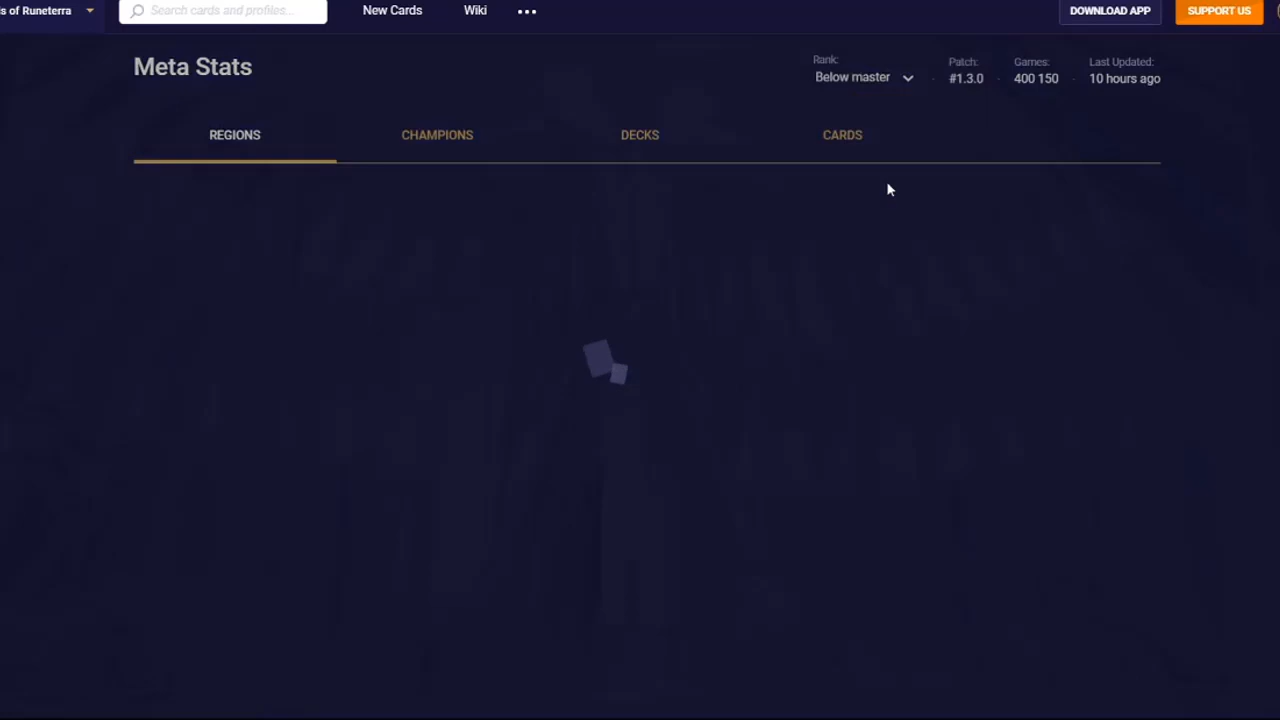 s of Runeterra
Search cards and profiles...
New Cards
Wiki
DOWNLOAD APP
SUPPORT US
Meta Stats
Rank:
Below master
Patch:
#1.3.0
Games:
400 150
Last Updated:
10 hours ago
REGIONS
CHAMPIONS
DECKS
CARDS